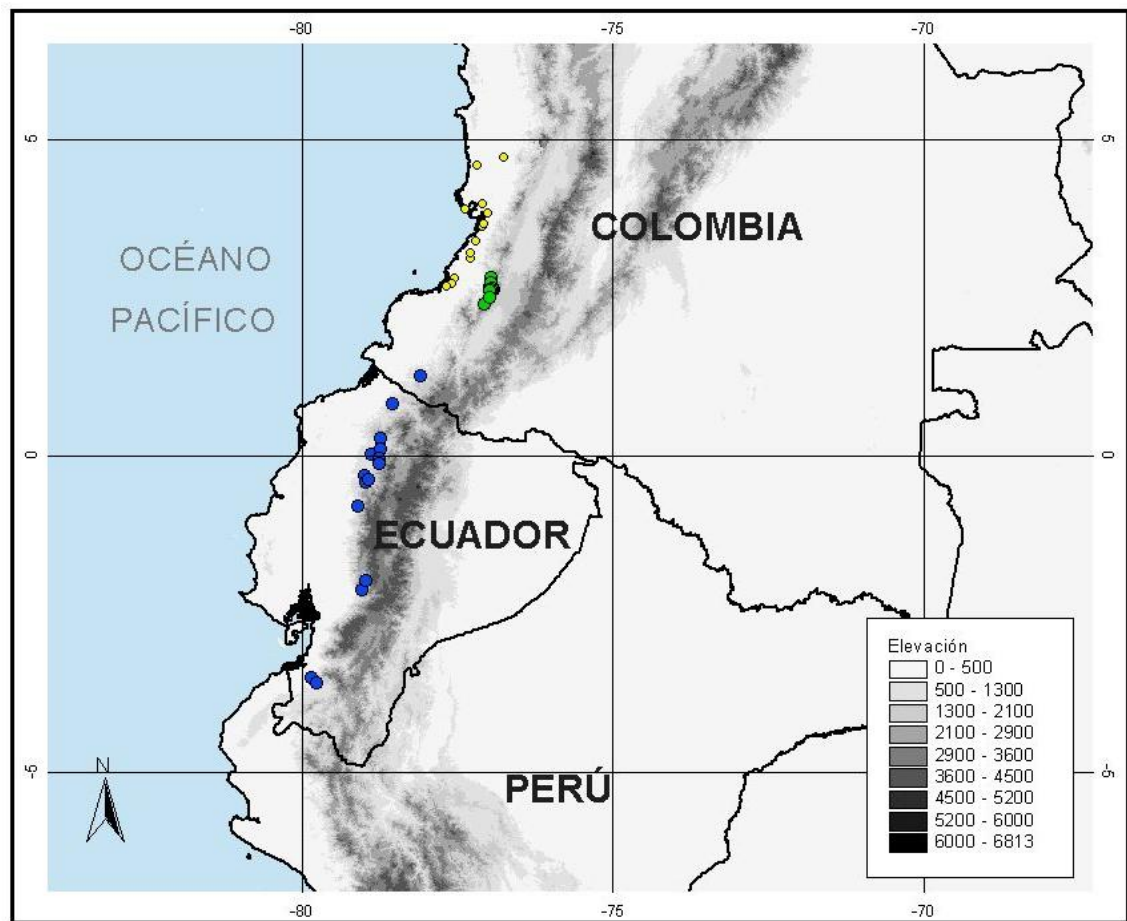 -80 -75 -70
5 5
COLOMBIA
OCÉANO
PACÍFICO
0 0
ECUADOR
Elevación
0 - 500
500 - 1300
1300 - 2100
2100 - 2900
2900 - 3600
3600 - 4500
4500 - 5200
5200 - 6000
6000 - 6813
-5 -5
PERÚ
N
-80 -75 -70